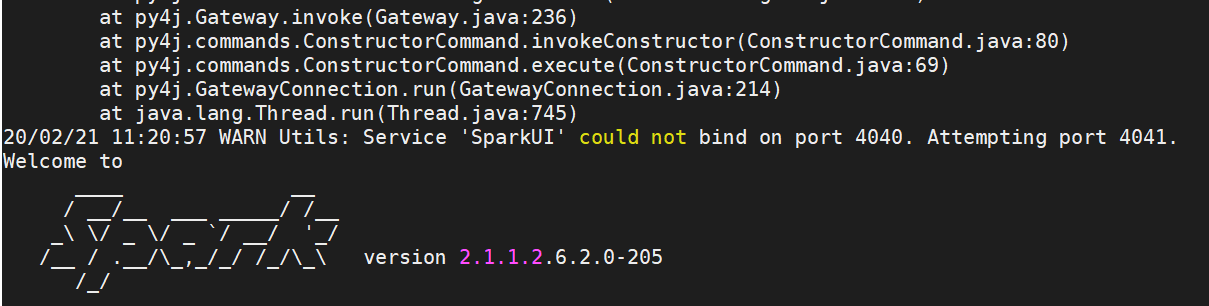 at py4j.Gateway.invoke(Gateway.java:236)
at py4j.commands.ConstructorCommand.invokeConstructor(ConstructorCommand.java:80)
at py4j.commands.ConstructorCommand.execute(ConstructorCommand.java:69)
at py4j.GatewayConnection.run(GatewayConnection.java:214)
at java.lang.Thread.run(Thread.java:745)
20/02/21 11:20:57 WARN Utils: Service 'SparkUI' could not bind on port 4040. Attempting port 4041.
Welcome to
Spark version 2.1.1.2.6.2.0-205